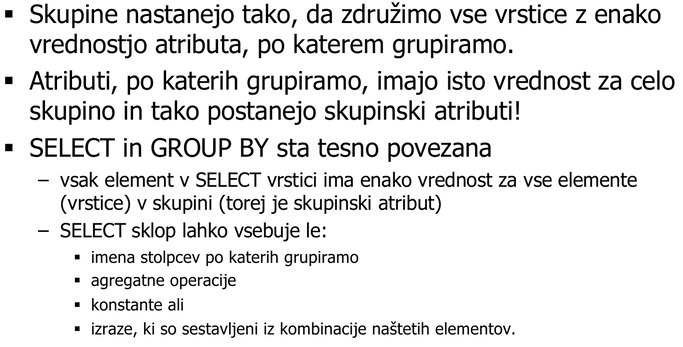 ▪ Skupine nastanejo tako, da združimo vse vrstice z enako
vrednostjo atributa, po katerem grupiramo.
▪ Atributi, po katerih grupiramo, imajo isto vrednost za celo
skupino in tako postanejo skupinski atributi!
▪ SELECT in GROUP BY sta tesno povezana
– vsak element v SELECT vrstici ima enako vrednost za vse elemente
(vrstice) v skupini (torej je skupinski atribut)
– SELECT sklop lahko vsebuje le:
▪ imena stolpcev po katerih grupiramo
▪ agregatne operacije
▪ konstante ali
▪ izraze, ki so sestavljeni iz kombinacije naštetih elementov.